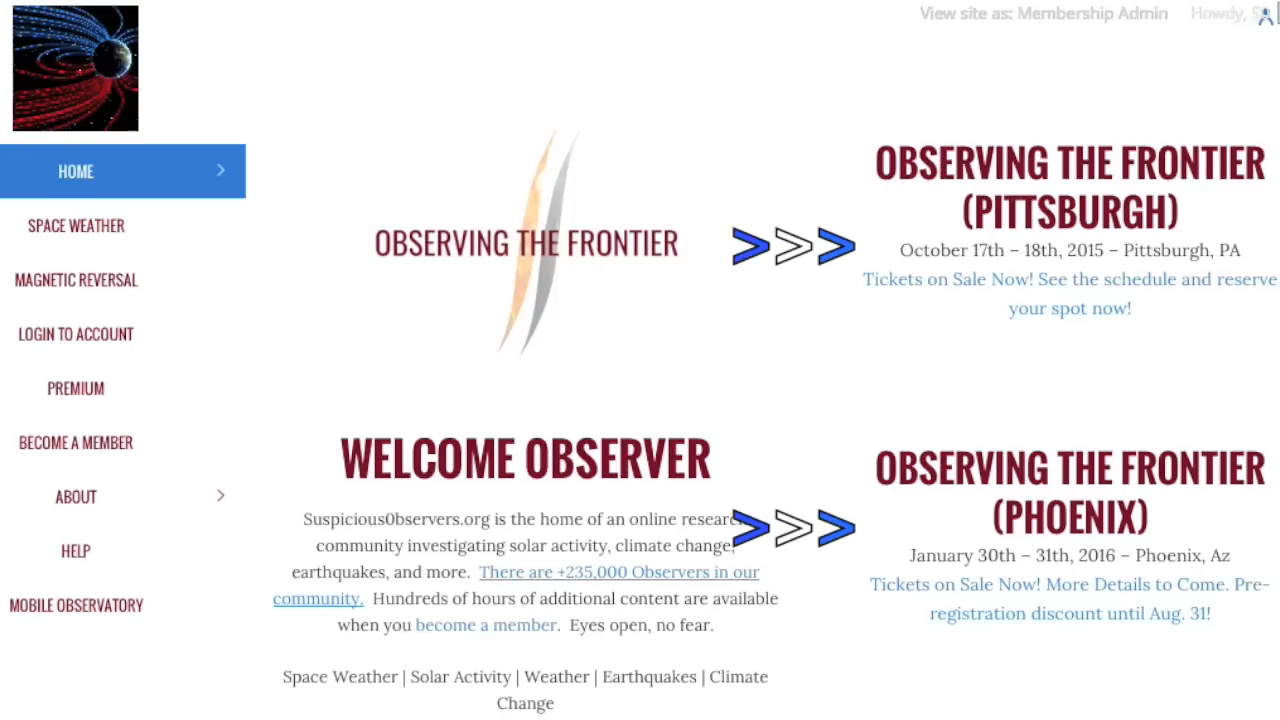 View site as: Membership Admin
Howdy,
HOME
SPACE WEATHER
MAGNETIC REVERSAL
LOGIN TO ACCOUNT
PREMIUM
BECOME A MEMBER
ABOUT
HELP
MOBILE OBSERVATORY
OBSERVING THE FRONTIER
WELCOME OBSERVER
Suspicious0bservers.org is the home of an online research
community investigating solar activity, climate change,
earthquakes, and more. There are +235,000 Observers in our
community. Hundreds of hours of additional content are available
when you become a member. Eyes open, no fear.
Space Weather | Solar Activity | Weather | Earthquakes | Climate
Change
>>>
OBSERVING THE FRONTIER
(PITTSBURGH)
October 17th – 18th, 2015 – Pittsburgh, PA
Tickets on Sale Now! See the schedule and reserve
your spot now!
>>>
OBSERVING THE FRONTIER
(PHOENIX)
January 30th – 31th, 2016 – Phoenix, Az
Tickets on Sale Now! More Details to Come. Pre-
registration discount until Aug. 31!